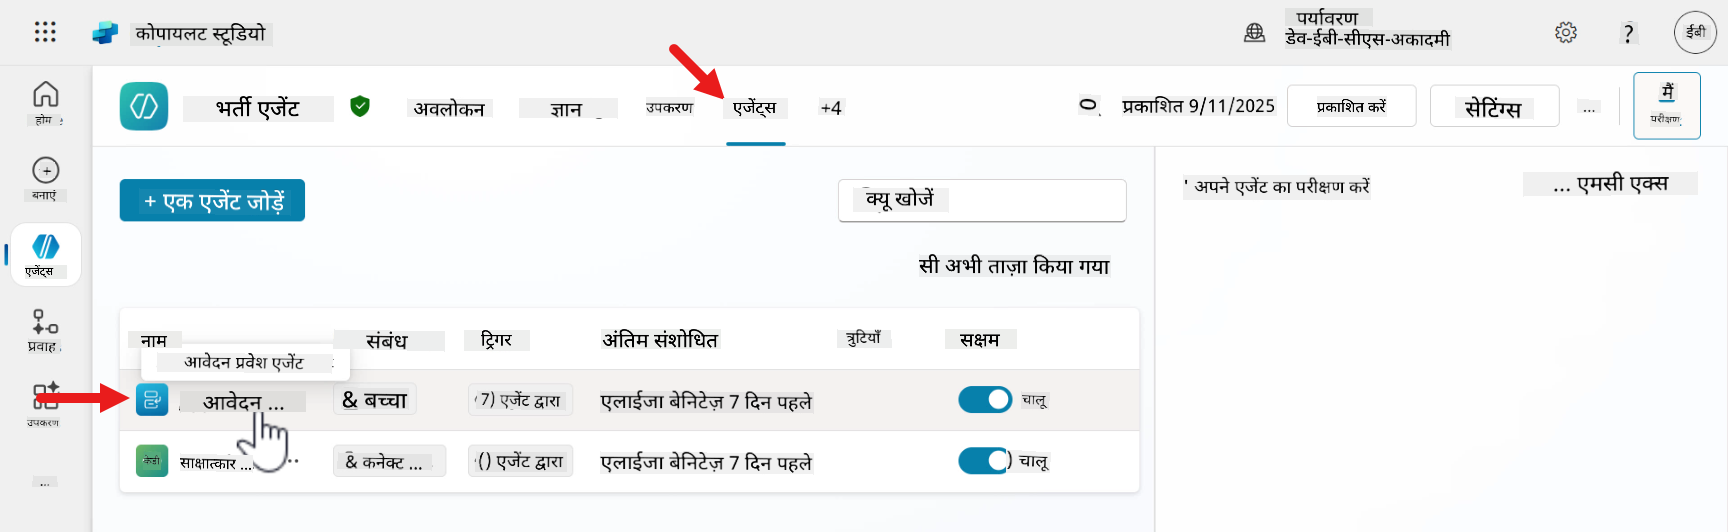 कोपायलट स्टूडियो
पर्यावरण
डेव-ईबी-सीएस-अकादमी
?
ईबी
होम
बनाएं
एजेंट्स
प्रवाह
उपकरण
...
भर्ती एजेंट
अवलोकन
ज्ञान
उपकरण
एजेंट्स
+4
प्रकाशित 9/11/2025
प्रकाशित करें
सेटिंग्स
...
मैं
परीक्षण
+ एक एजेंट जोड़ें
क्यू खोजें
सी अभी ताज़ा किया गया
' अपने एजेंट का परीक्षण करें
... एमसी एक्स
नाम
संबंध
ट्रिगर
अंतिम संशोधित
त्रुटियाँ
सक्षम
आवेदन प्रवेश एजेंट
आवेदन ...
& बच्चा
7) एजेंट द्वारा
एलाईजा बेनिटेज़ 7 दिन पहले
चालू
केडी
साक्षात्कार ...
& कनेक्ट ...
() एजेंट द्वारा
एलाईजा बेनिटेज़ 7 दिन पहले
) चालू